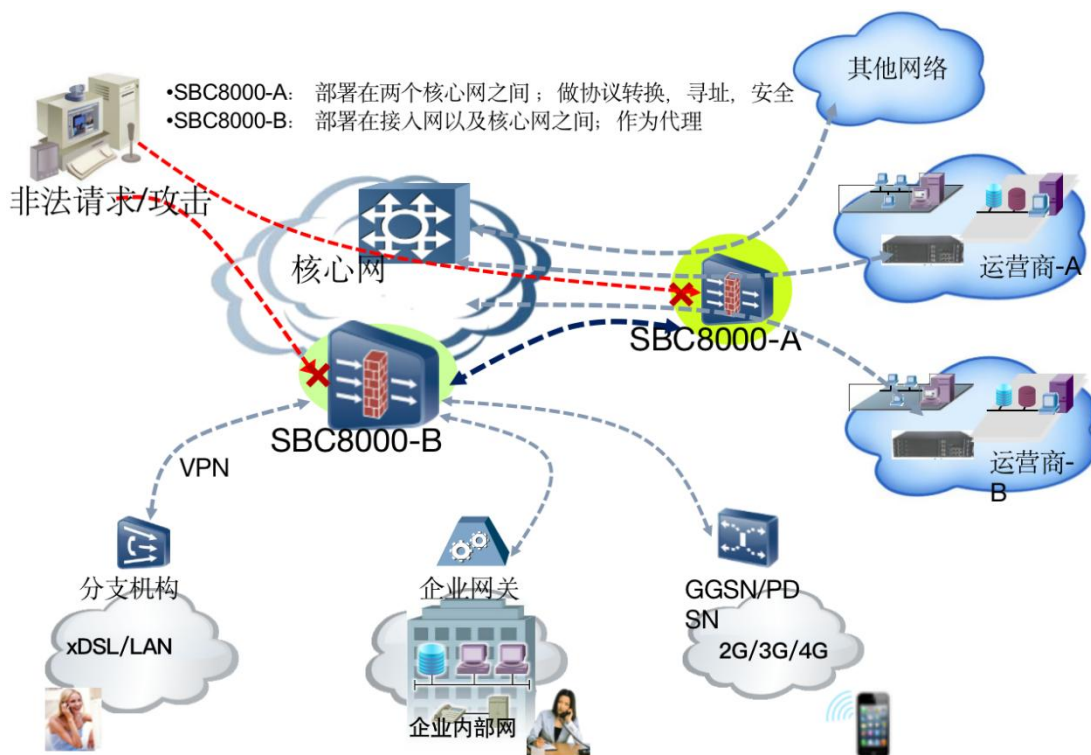 其他网络
•SBC8000-A： 部署在两个核心网之间；做协议转换，寻址，安全
•SBC8000-B： 部署在接入网以及核心网之间；作为代理
非法请求/攻击
核心网
运营商-A
SBC8000-A
SBC8000-B
运营商-
B
VPN
分支机构
企业网关
GGSN/PD
SN
xDSL/LAN
2G/3G/4G
企业内部网